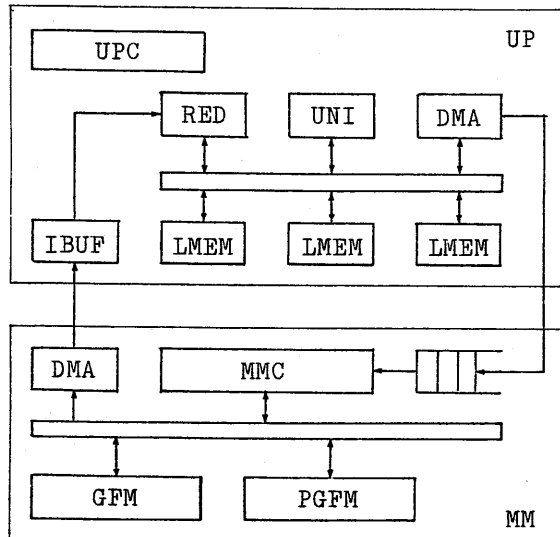 UP
UPC
RED UNI DMA
IBUF LMEM LMEM LMEM
DMA MMC
GFM PGFM
MM